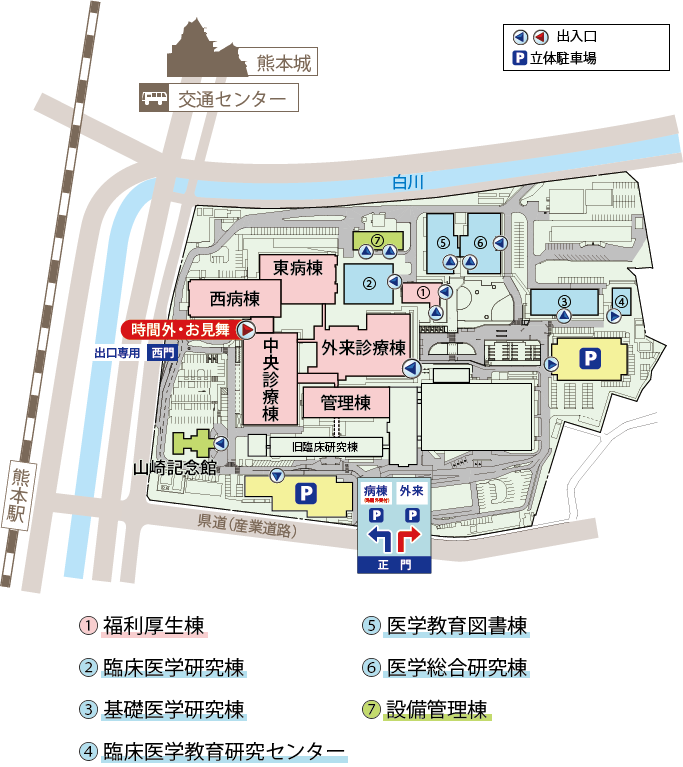 熊本城
出入口
P 立体駐車場
交通センター
白川
⑦
⑤
⑥
東病棟
②
西病棟
①
③
④
時間外・お見舞
出口専用 西門
中央診療棟
外来診療棟
P
管理棟
旧臨床研究棟
山崎記念館
熊本駅
P
病棟
外来
P
P
県道(産業道路)
正門
① 福利厚生棟
② 臨床医学研究棟
③ 基礎医学研究棟
④ 臨床医学教育研究センター
⑤ 医学教育図書棟
⑥ 医学総合研究棟
⑦ 設備管理棟